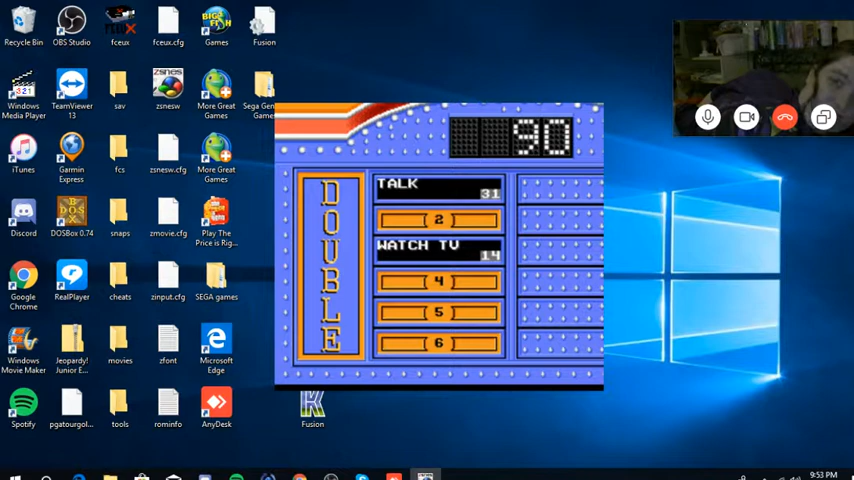 Recycle Bin
OBS Studio
fceux
fceux.cfg
Games
Fusion
Windows Media Player
TeamViewer 13
sav
zsnesw
More Great Games
Sega Gen
Games
iTunes
Garmin Express
fcs
zsnesw.cfg
More Great Games
Discord
DOSBox 0.74
snaps
zmovie.cfg
Play The Price is Rig...
Google Chrome
RealPlayer
cheats
zinput.cfg
SEGA games
Windows Movie Maker
Jeopardy! Junior E...
movies
zfont
Microsoft Edge
Spotify
pgatourgol...
tools
rominfo
AnyDesk
Fusion
90
DOUBLE
TALK
31
2
WATCH TV
14
4
5
6
9:53 PM